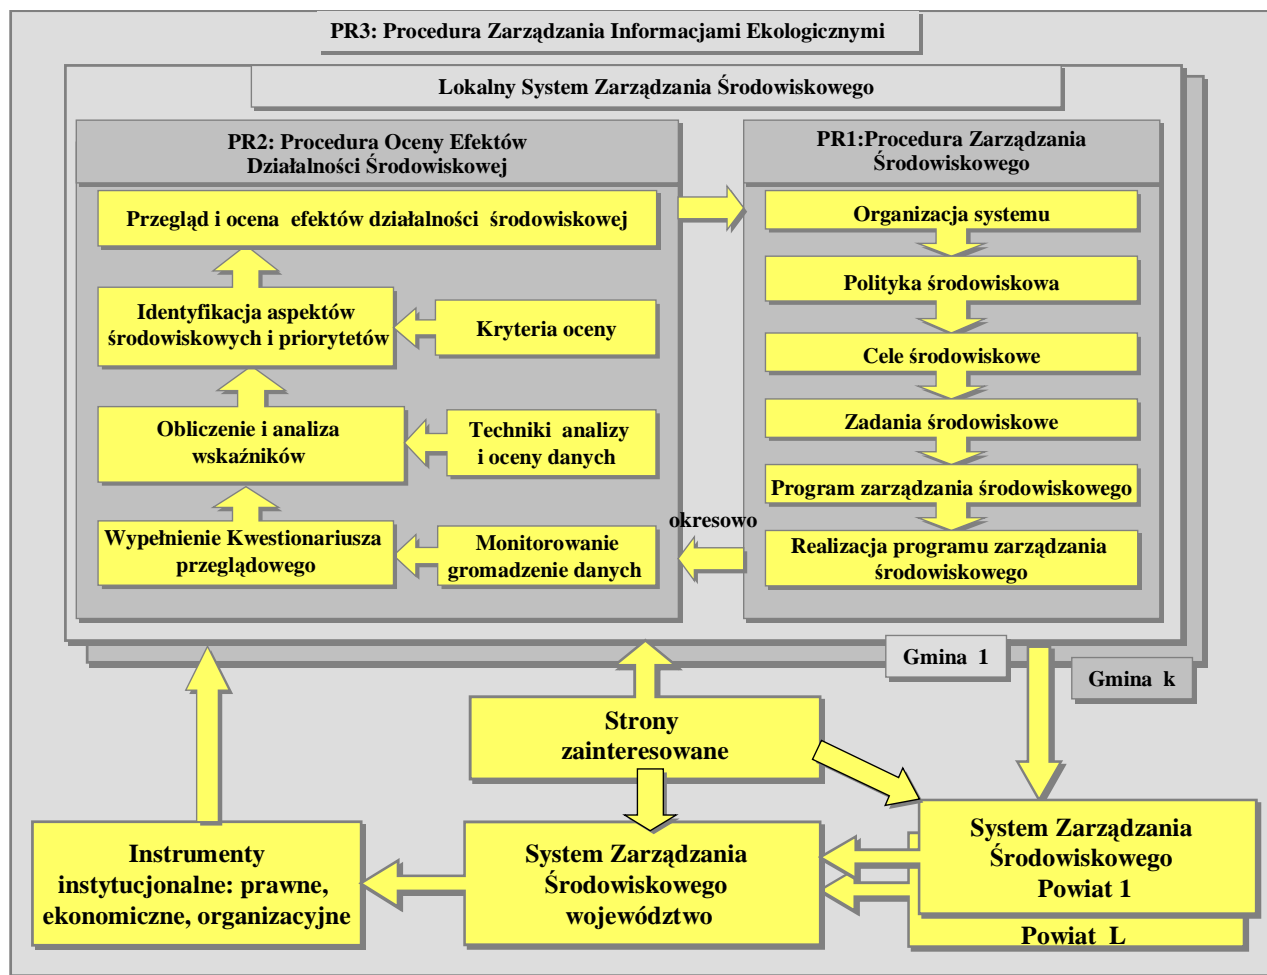 PR3: Procedura Zarządzania Informacjami Ekologicznymi
Lokalny System Zarządzania Środowiskowego
PR2: Procedura Oceny Efektów
Działalności Środowiskowej
Przegląd i ocena efektów działalności środowiskowej
Identyfikacja aspektów
środowiskowych i priorytetów
Kryteria oceny
Obliczenie i analiza
wskaźników
Techniki analizy
i oceny danych
Wypełnienie Kwestionariusza
przeglądowego
Monitorowanie
gromadzenie danych
okresowo
PR1:Procedura Zarządzania
Środowiskowego
Organizacja systemu
Polityka środowiskowa
Cele środowiskowe
Zadania środowiskowe
Program zarządzania środowiskowego
Realizacja programu zarządzania
środowiskowego
Gmina 1
Gmina k
Strony
zainteresowane
Instrumenty
instytucjonalne: prawne,
ekonomiczne, organizacyjne
System Zarządzania
Środowiskowego
województwo
System Zarządzania
Środowiskowego
Powiat 1
Powiat L